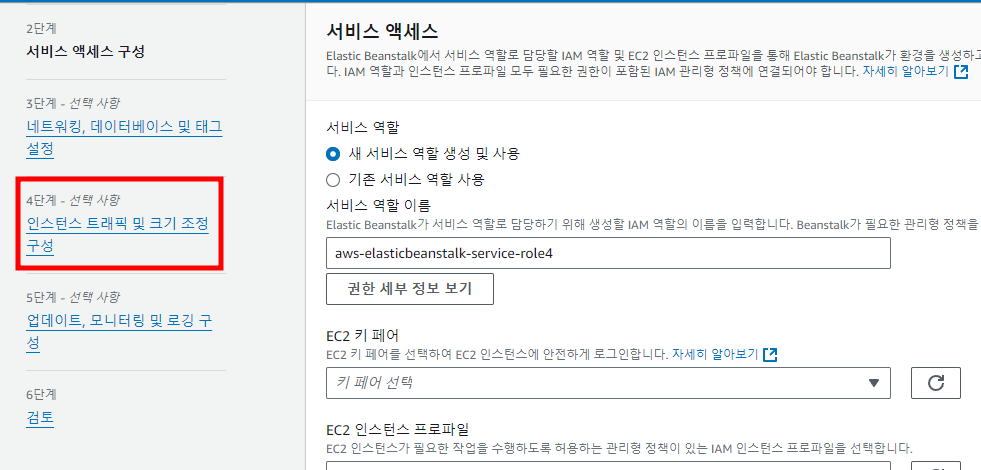 2단계
서비스 액세스 구성
3단계 - 선택 사항
네트워킹, 데이터베이스 및 태그
설정
4단계 - 선택 사항
인스턴스 트래픽 및 크기 조정
구성
5단계 - 선택 사항
업데이트, 모니터링 및 로깅 구
성
6단계
검토
서비스 액세스
Elastic Beanstalk에서 서비스 역할로 담당할 IAM 역할 및 EC2 인스턴스 프로파일을 통해 Elastic Beanstalk가 환경을 생성하고
다. IAM 역할과 인스턴스 프로파일 모두 필요한 권한이 포함된 IAM 관리형 정책에 연결되어야 합니다. 자세히 알아보기
서비스 역할
새 서비스 역할 생성 및 사용
기존 서비스 역할 사용
서비스 역할 이름
Elastic Beanstalk가 서비스 역할로 담당하기 위해 생성할 IAM 역할의 이름을 입력합니다. Beanstalk가 필요한 관리형 정책을
aws-elasticbeanstalk-service-role4
권한 세부 정보 보기
EC2 키 페어
EC2 키 페어를 선택하여 EC2 인스턴스에 안전하게 로그인합니다. 자세히 알아보기
키 페어 선택
EC2 인스턴스 프로파일
EC2 인스턴스가 필요한 작업을 수행하도록 허용하는 관리형 정책이 있는 IAM 인스턴스 프로파일을 선택합니다.